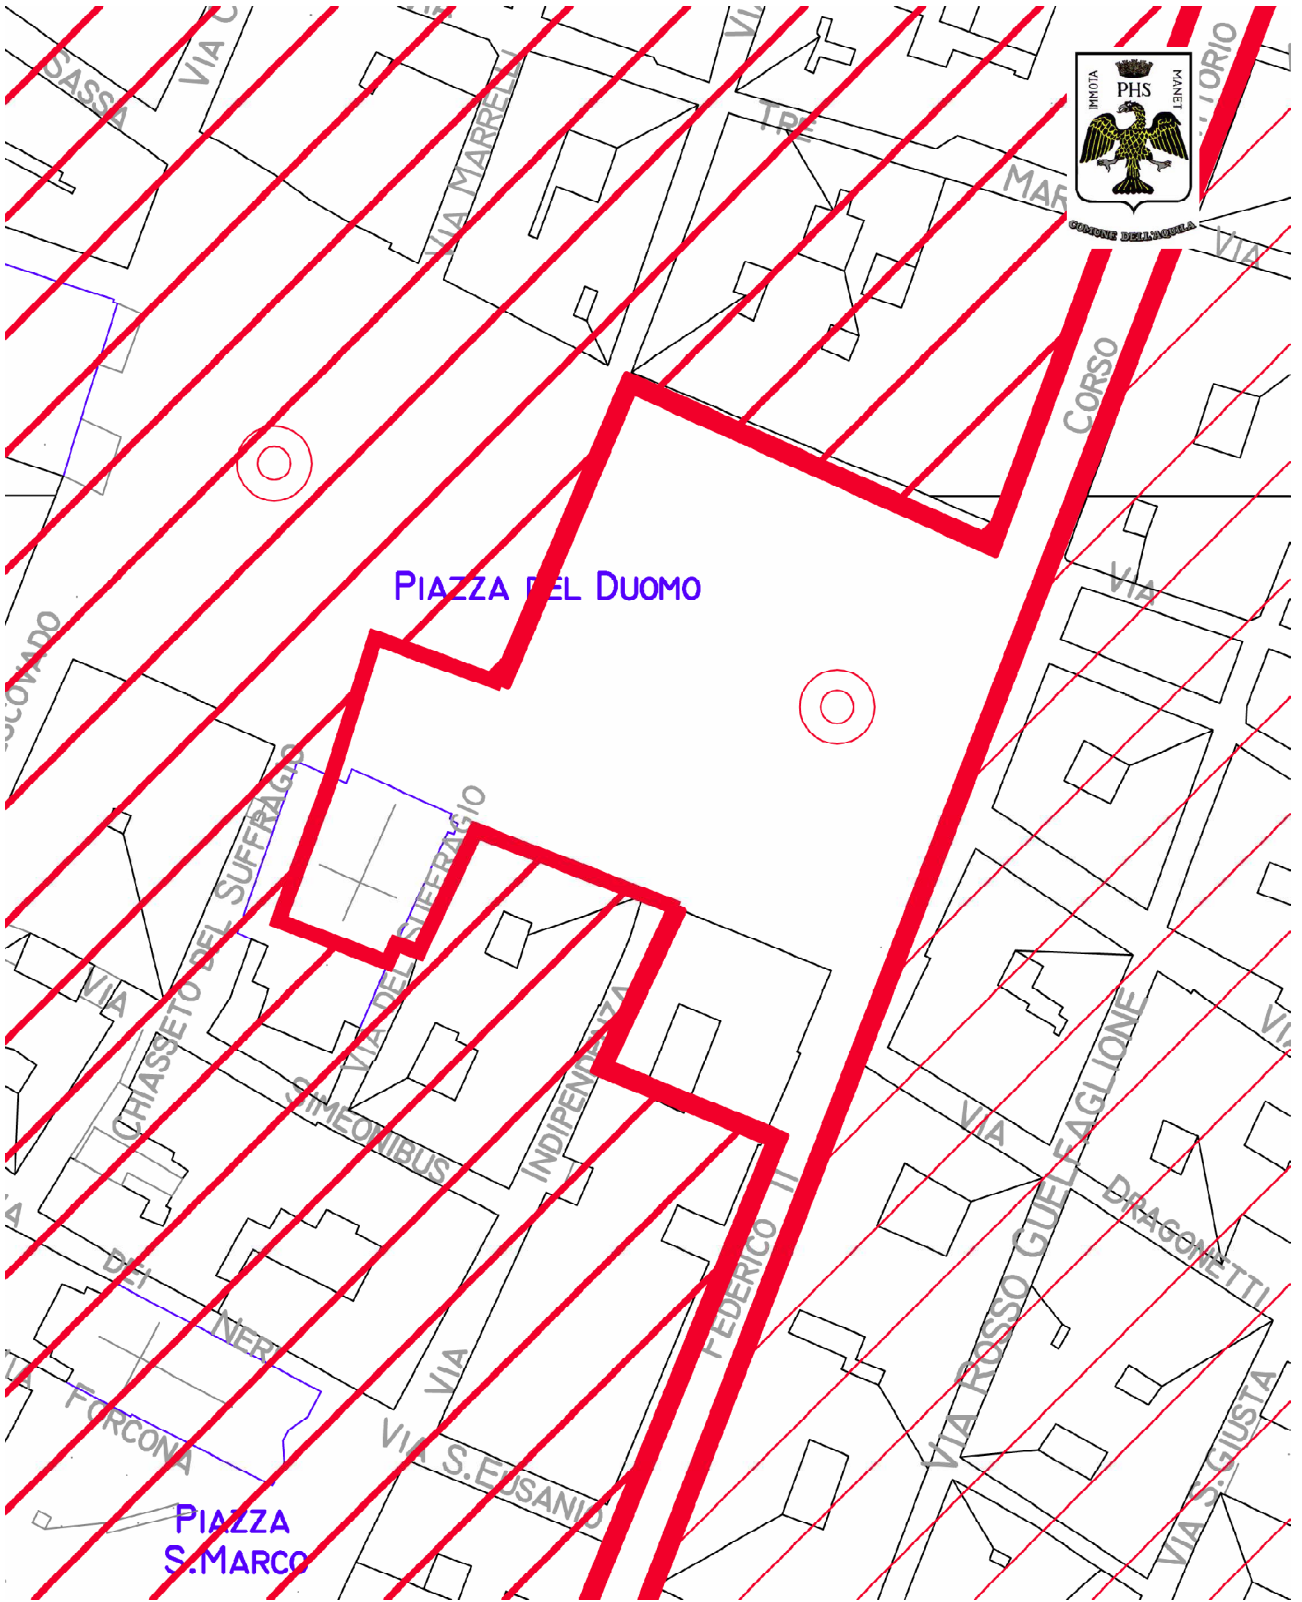 SASSA
VIA
VIA MARRELLI
TRE
MAR
TORIO
IMMOTA
PHS
MANET
COMUNE DELL'AQUILA
VIA
CORSO
PIAZZA DEL DUOMO
VIA
SCOVADO
CHIASSETO DEL SUFFRAGIO
VIA DEL SUFFRAGIO
VIA
SIMEONIBUS
INDIPENDENZA
VIA
VIA
DRAGONETTI
FEDERICO II
VIA ROSSO GUELFAGLIONE
DEI
NERI
VIA
FORCONA
VIA S.EUSANIO
VIA S.GIUSTA
PIAZZA
S.MARCO